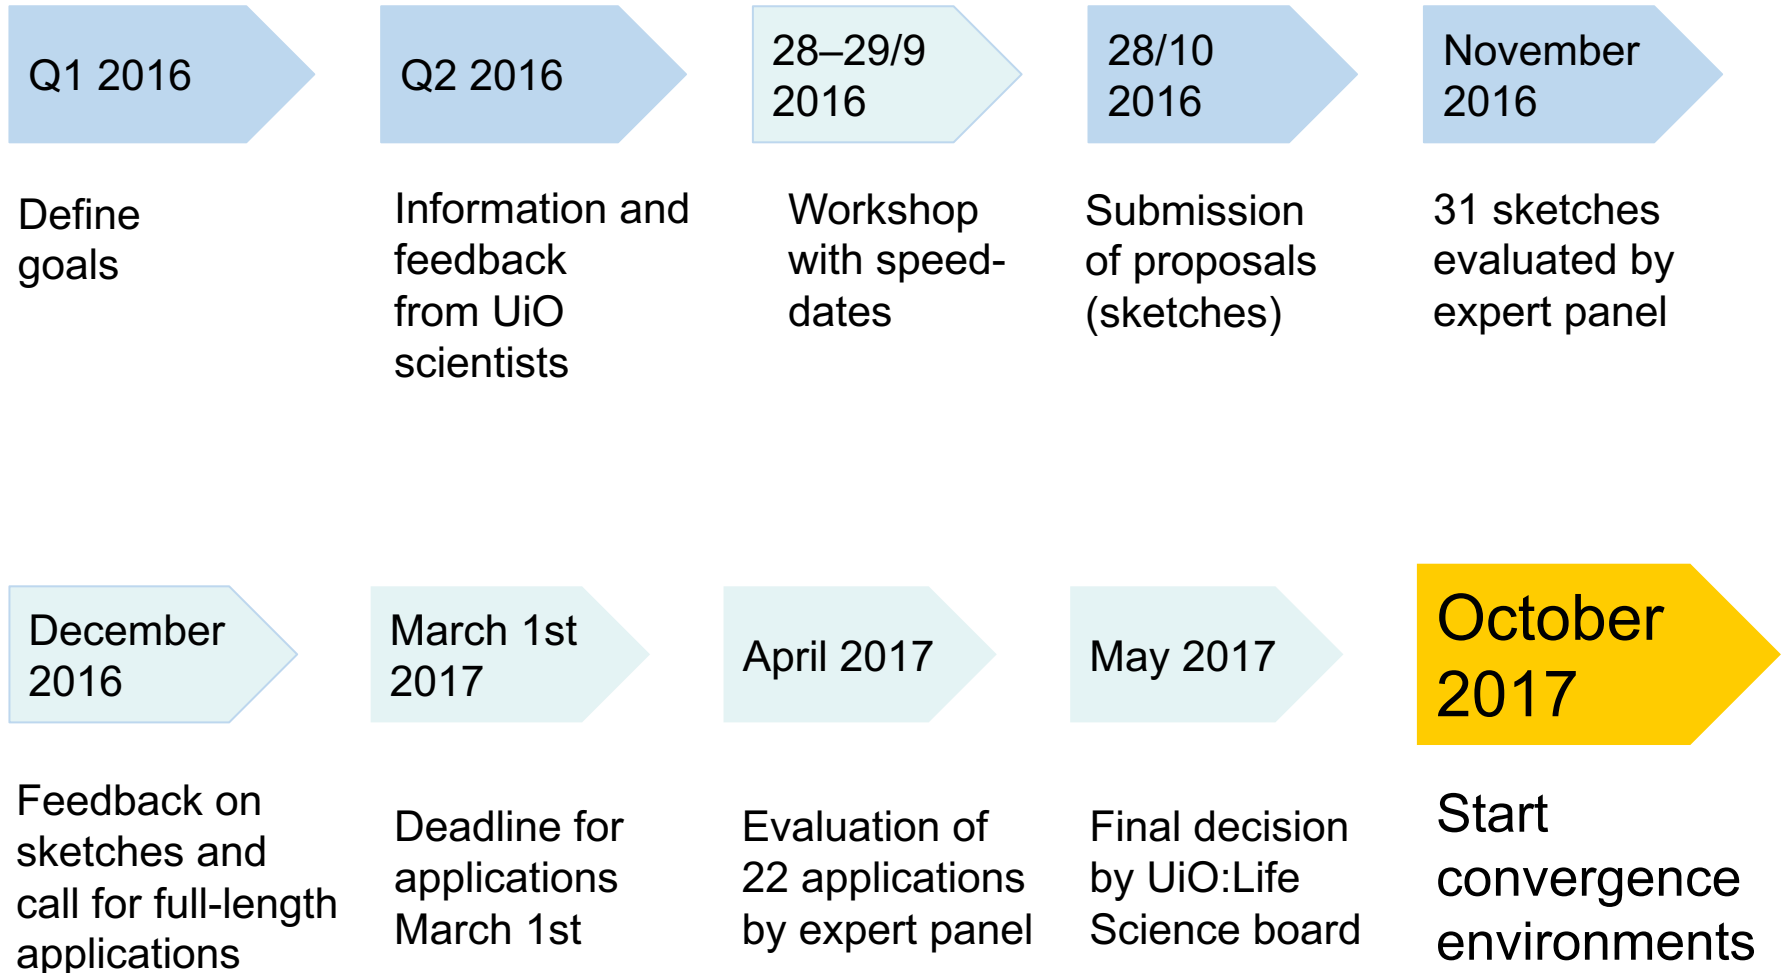 Q1 2016
Define
goals
Q2 2016
Information and
feedback
from UiO
scientists
28–29/9
2016
Workshop
with speed-
dates
28/10
2016
Submission
of proposals
(sketches)
November
2016
31 sketches
evaluated by
expert panel
December
2016
Feedback on
sketches and
call for full-length
applications
March 1st
2017
Deadline for
applications
March 1st
April 2017
Evaluation of
22 applications
by expert panel
May 2017
Final decision
by UiO:Life
Science board
October
2017
Start
convergence
environments